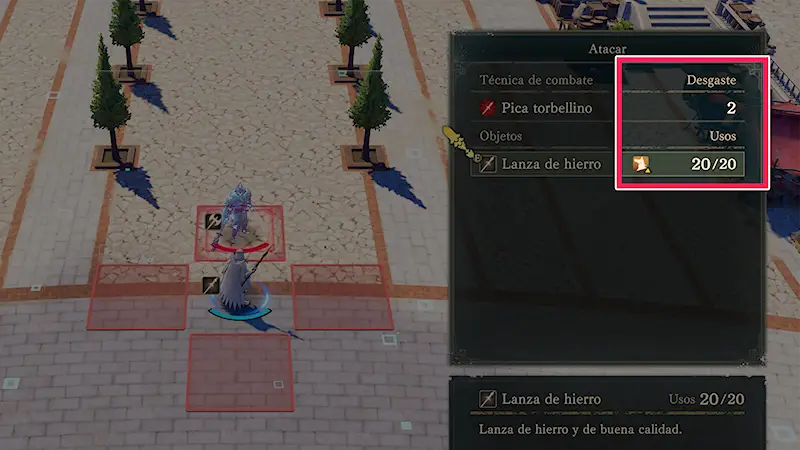 Atacar
Técnica de combate Desgaste
Pica torbellino 2
Objetos Usos
Lanza de hierro 20/20
Lanza de hierro Usos 20/20
Lanza de hierro y de buena calidad.